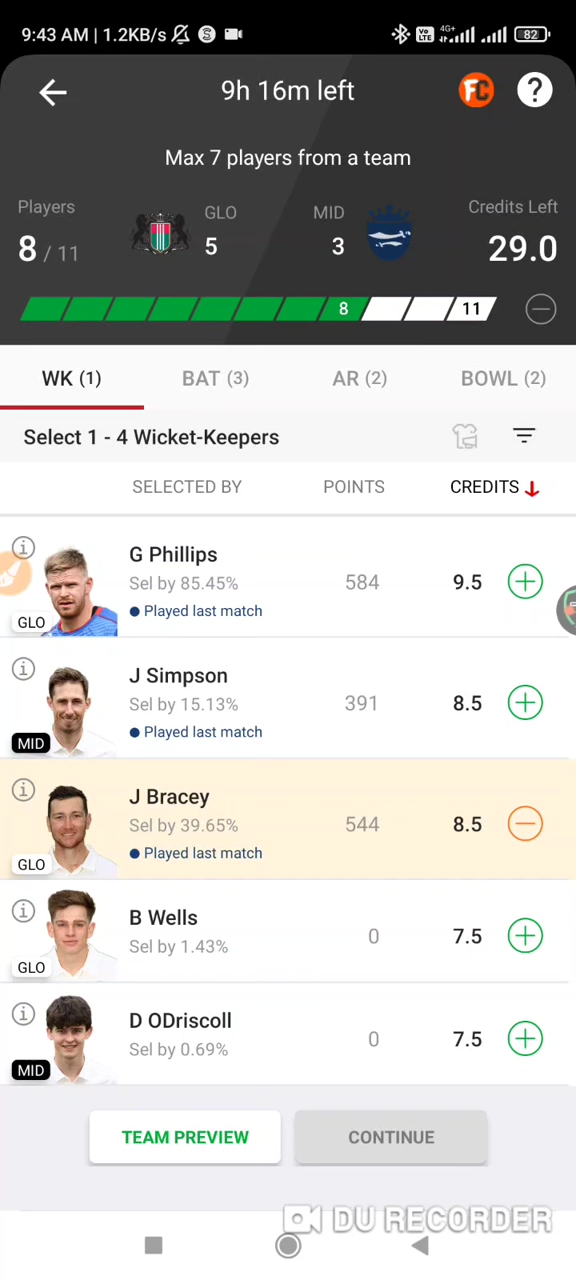 9:43 AM | 1.2KB/s
4G+
Vo LTE
82
9h 16m left
FC
?
Max 7 players from a team
Players
8 / 11
GLO
5
MID
3
Credits Left
29.0
8
11
WK (1)
BAT (3)
AR (2)
BOWL (2)
Select 1 - 4 Wicket-Keepers
SELECTED BY
POINTS
CREDITS
G Phillips
Sel by 85.45%
Played last match
GLO
584
9.5
J Simpson
Sel by 15.13%
Played last match
MID
391
8.5
J Bracey
Sel by 39.65%
Played last match
GLO
544
8.5
B Wells
Sel by 1.43%
GLO
0
7.5
D ODriscoll
Sel by 0.69%
MID
0
7.5
TEAM PREVIEW
CONTINUE
DU RECORDER